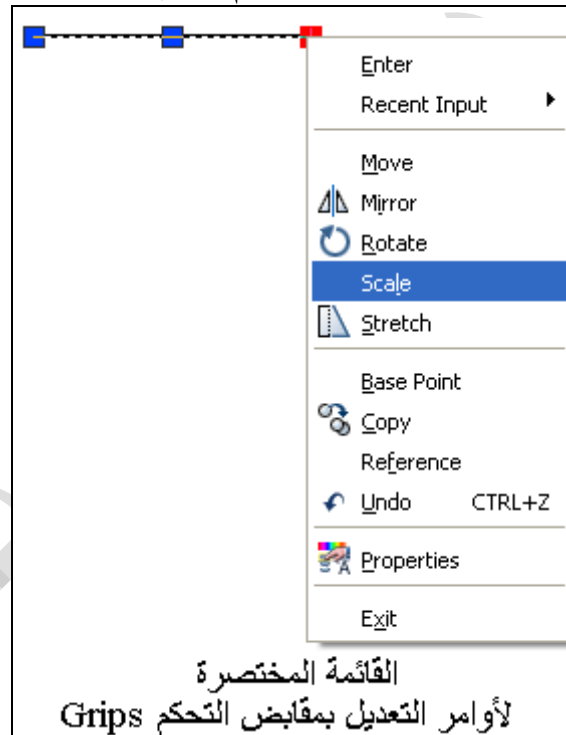 Enter
Recent Input
Move
Mirror
Rotate
Scale
Stretch
Base Point
Copy
Reference
Undo CTRL+Z
Properties
Exit
القائمة المختصرة
لأوامر التعديل بمقابض التحكم Grips